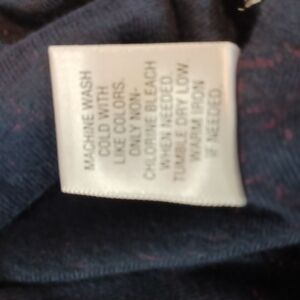 MACHINE WASH
COLD WITH
LIKE COLORS.
ONLY NON-
CHLORINE BLEACH
WHEN NEEDED.
TUMBLE DRY LOW.
WARM IRON
IF NEEDED.